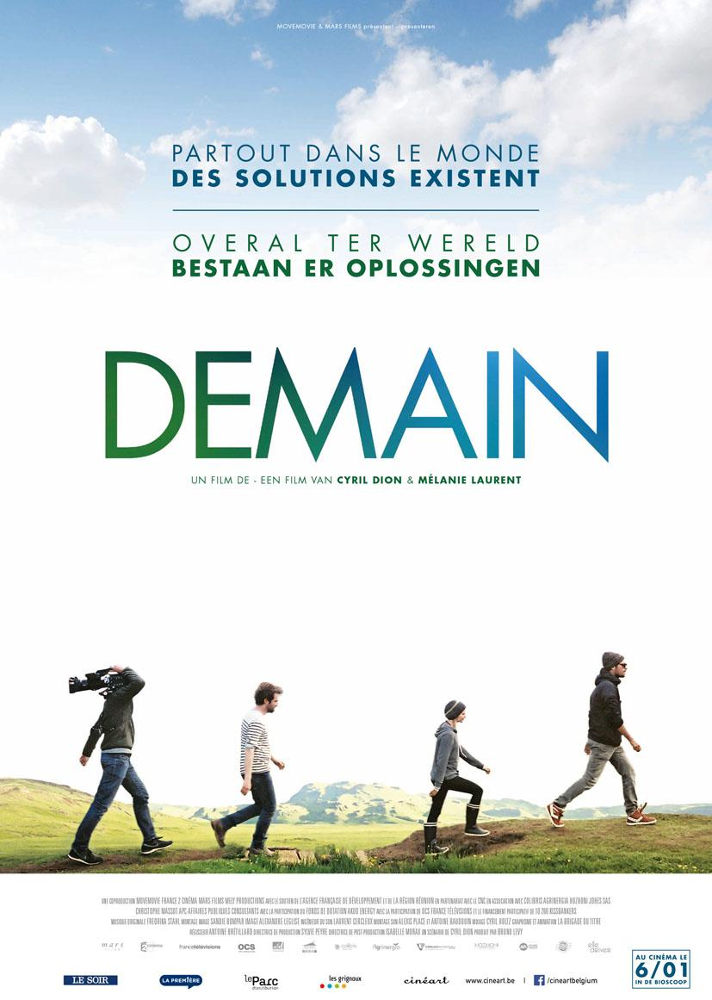 MOVEMOVIE & MARS FILMS présentent – presenteren
PARTOUT DANS LE MONDE
DES SOLUTIONS EXISTENT
OVERAL TER WERELD
BESTAAN ER OPLOSSINGEN
DEMAIN
UN FILM DE - EEN FILM VAN CYRIL DION & MÉLANIE LAURENT
UNE COPRODUCTION MOVEMOVIE FRANCE 2 CINÉMA MARS FILMS MELY PRODUCTIONS AVEC LE SOUTIEN DE L'AGENCE FRANÇAISE DE DÉVELOPPEMENT ET DE LA RÉGION RÉUNION EN PARTENARIAT AVEC LE CNC EN ASSOCIATION AVEC COLIBRIS AGRINERGIA HOZHONI JOHES SAS
CHRISTOPHE MASSOT APC-AFFAIRES PUBLIQUES CONSULTANTS AVEC LA PARTICIPATION DU FONDS DE DOTATION AKUO ENERGY AVEC LA PARTICIPATION DE OCS FRANCE TÉLÉVISIONS ET LE FINANCEMENT PARTICIPATIF DE 10 266 KISSBANKERS
MUSIQUE ORIGINALE FREDRIKA STAHL MONTAGE IMAGE SANDIE BOMPAR IMAGE ALEXANDRE LEGLISE INGÉNIEUR DU SON LAURENT CERCLEUX MONTAGE SON ALEXIS PLACE ET ANTOINE BAUDOUIN MIXAGE CYRIL HOLTZ GRAPHISME ET ANIMATION LA BRIGADE DU TITRE
RÉGISSEUR ANTOINE BRÉTILLARD DIRECTRICE DE PRODUCTION SYLVIE PEYRE DIRECTRICE DE POST-PRODUCTION ISABELLE MORAX UN SCÉNARIO DE CYRIL DION PRODUIT PAR BRUNO LEVY
mars 2 cinéma francetélévisions OCS afd colibris Agrinergia HOZHONI elle driver
LE SOIR LA PREMIÈRE le Parc distribution les grignoux cinéart www.cineart.be | f /cineartbelgium
AU CINÉMA LE
6/01
IN DE BIOSCOOP